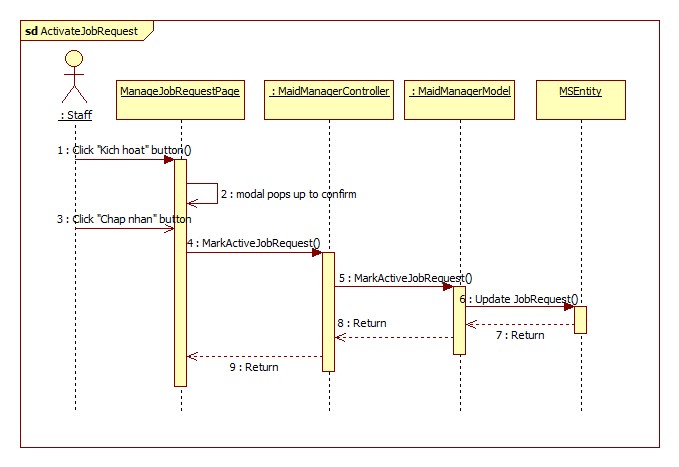 sd ActivateJobRequest
: Staff
ManageJobRequestPage
: MaidManagerController
: MaidManagerModel
MSEntity
1 : Click "Kich hoat" button()
2 : modal pops up to confirm
3 : Click "Chap nhan" button
4 : MarkActiveJobRequest()
5 : MarkActiveJobRequest()
6 : Update JobRequest()
7 : Return
8 : Return
9 : Return